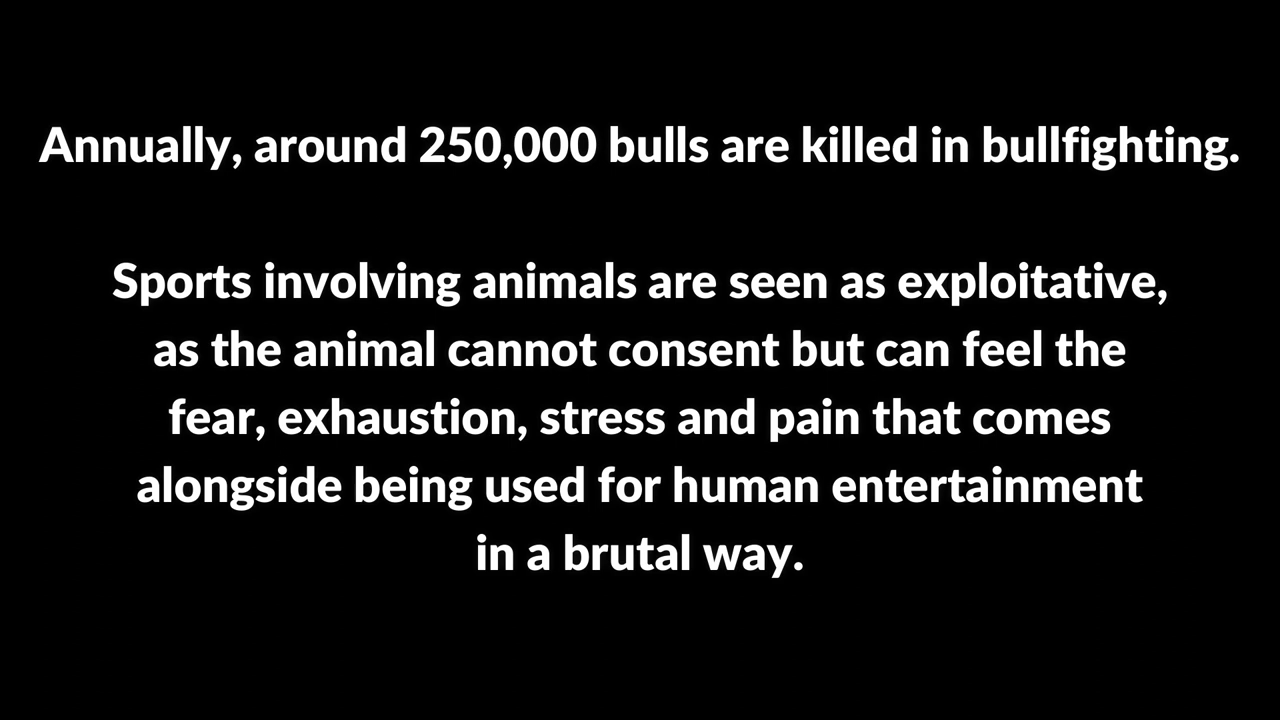 Annually, around 250,000 bulls are killed in bullfighting.
Sports involving animals are seen as exploitative,
as the animal cannot consent but can feel the
fear, exhaustion, stress and pain that comes
alongside being used for human entertainment
in a brutal way.